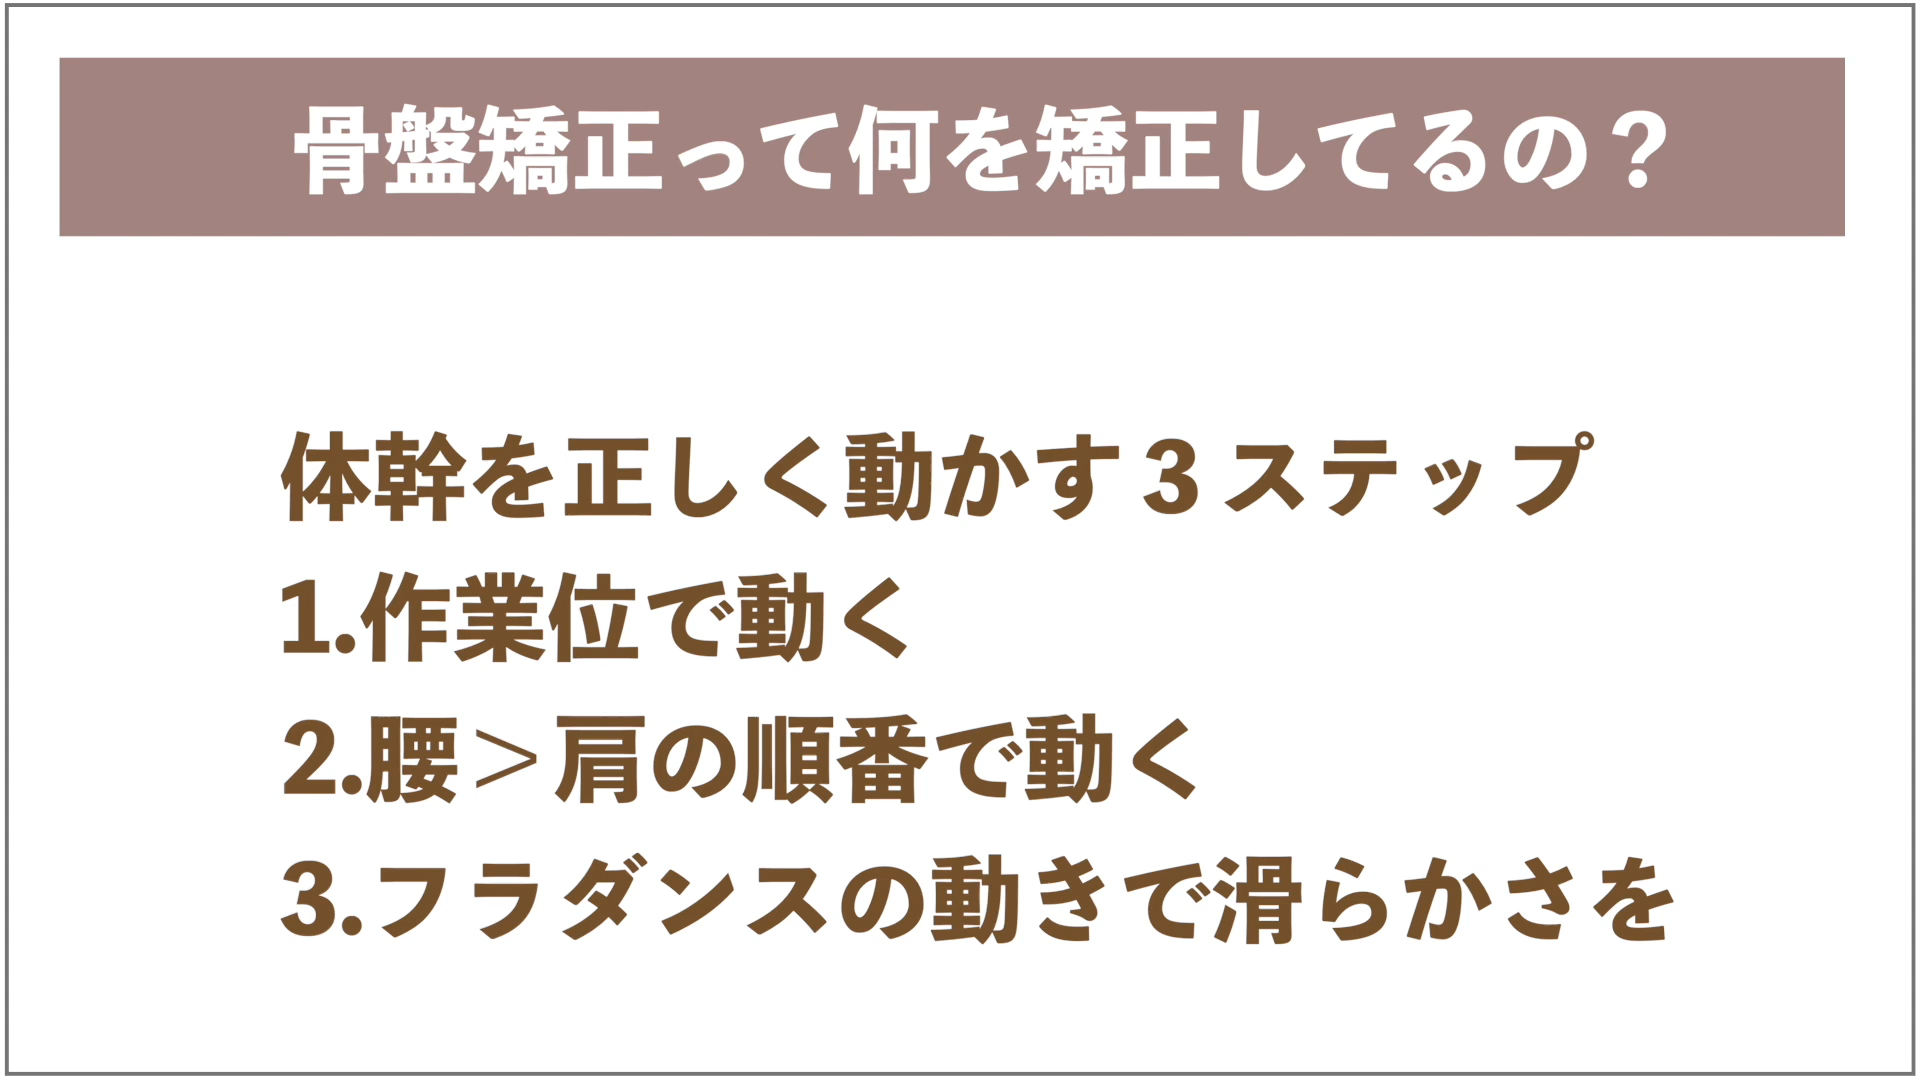 骨盤矯正って何を矯正してるの？
体幹を正しく動かす３ステップ
1.作業位で動く
2.腰＞肩の順番で動く
3.フラダンスの動きで滑らかさを